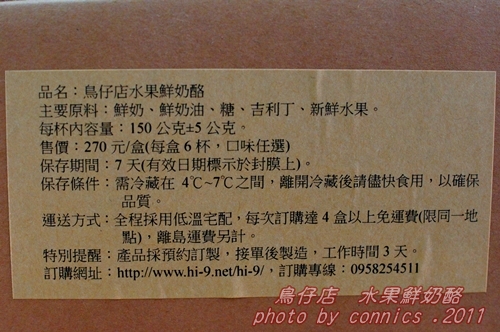 品名：鳥仔店水果鮮奶酪
主要原料：鮮奶、鮮奶油、糖、吉利丁、新鮮水果。
每杯內容量：150 公克±5 公克。
售價：270 元/盒(每盒 6 杯，口味任選)
保存期間：7 天(有效日期標示於封膜上)。
保存條件：需冷藏在 4℃~7℃之間，離開冷藏後請儘快食用，以確保
品質。
運送方式：全程採用低溫宅配，每次訂購達 4 盒以上免運費(限同一地
點)，離島運費另計。
特別提醒：產品採預約訂製，接單後製造，工作時間 3 天。
訂購網址：http://www.hi-9.net/hi-9/，訂購專線：0958254511
鳥仔店 水果鮮奶酪
photo by connics .2011